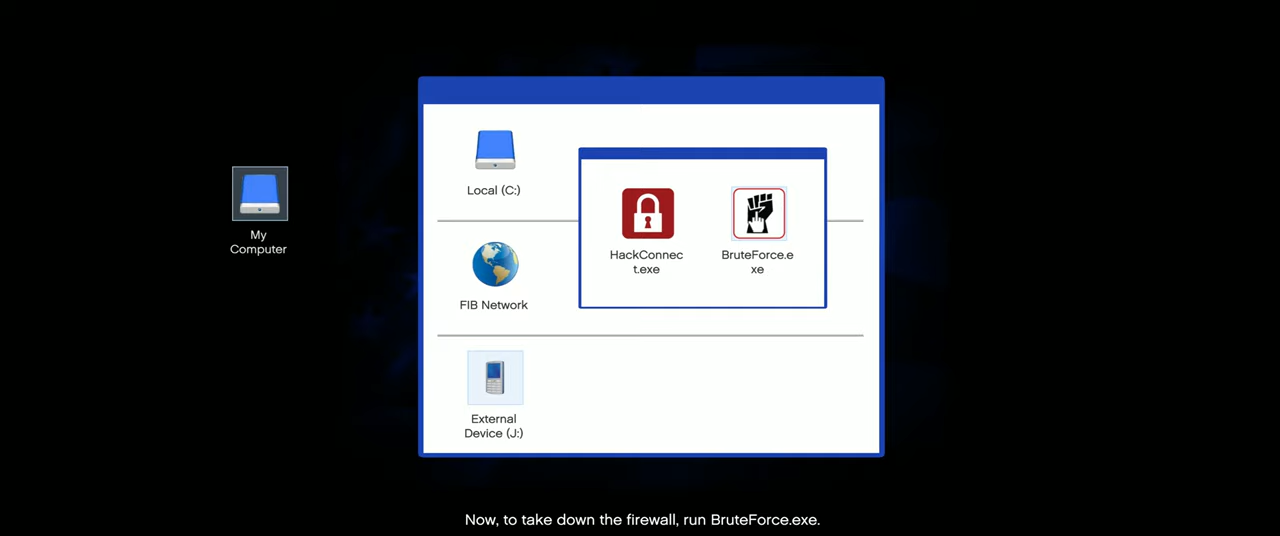 My
Computer
Local (C:)
FIB Network
External
Device (J:)
HackConnec
t.exe
BruteForce.e
xe
Now, to take down the firewall, run BruteForce.exe.